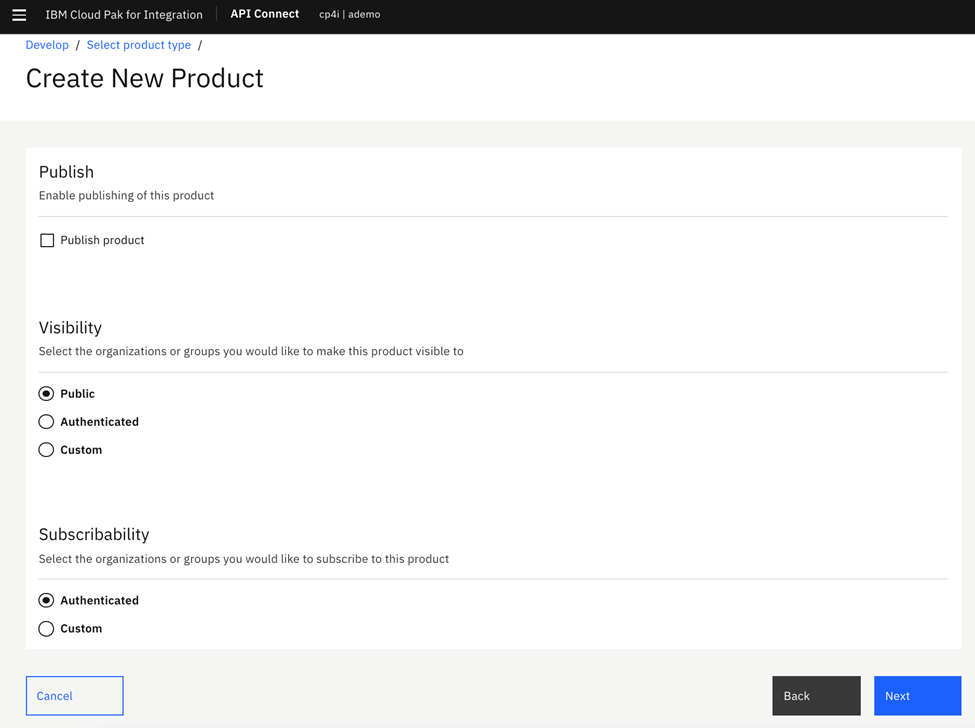 IBM Cloud Pak for Integration API Connect cp4i | ademo
Develop / Select product type /
Create New Product
Publish
Enable publishing of this product
Publish product
Visibility
Select the organizations or groups you would like to make this product visible to
Public
Authenticated
Custom
Subscribability
Select the organizations or groups you would like to subscribe to this product
Authenticated
Custom
Cancel Back Next